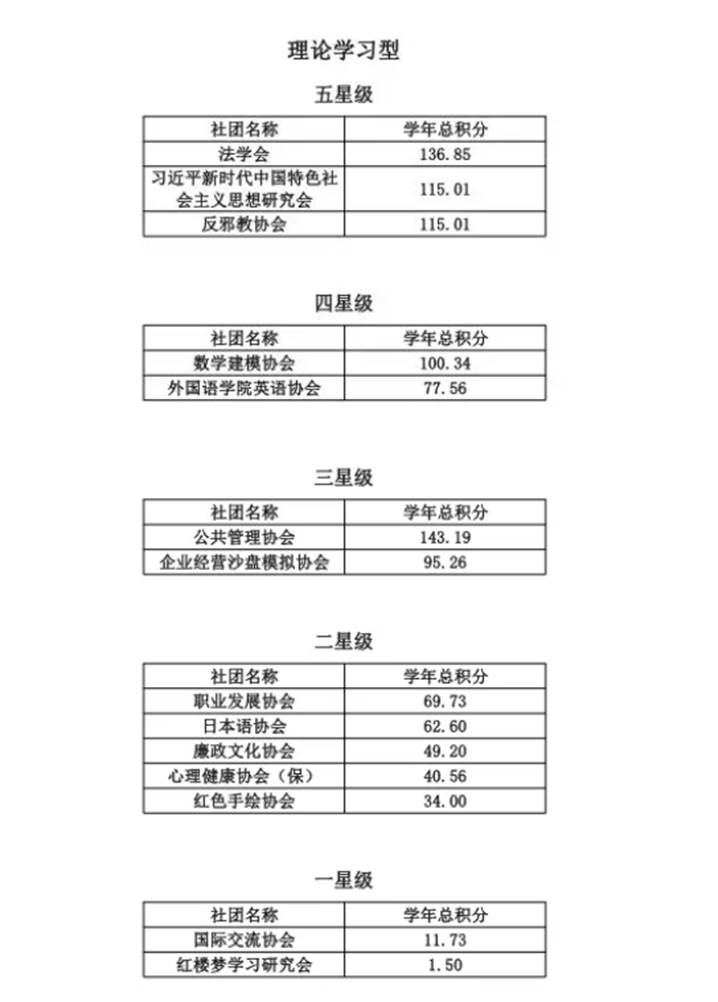 理论学习型
五星级
社团名称 学年总积分
法学会 136.85
习近平新时代中国特色社
会主义思想研究会 115.01
反邪教协会 115.01
四星级
社团名称 学年总积分
数学建模协会 100.34
外国语学院英语协会 77.56
三星级
社团名称 学年总积分
公共管理协会 143.19
企业经营沙盘模拟协会 95.26
二星级
社团名称 学年总积分
职业发展协会 69.73
日本语协会 62.60
廉政文化协会 49.20
心理健康协会（保） 40.56
红色手绘协会 34.00
一星级
社团名称 学年总积分
国际交流协会 11.73
红楼梦学习研究会 1.50